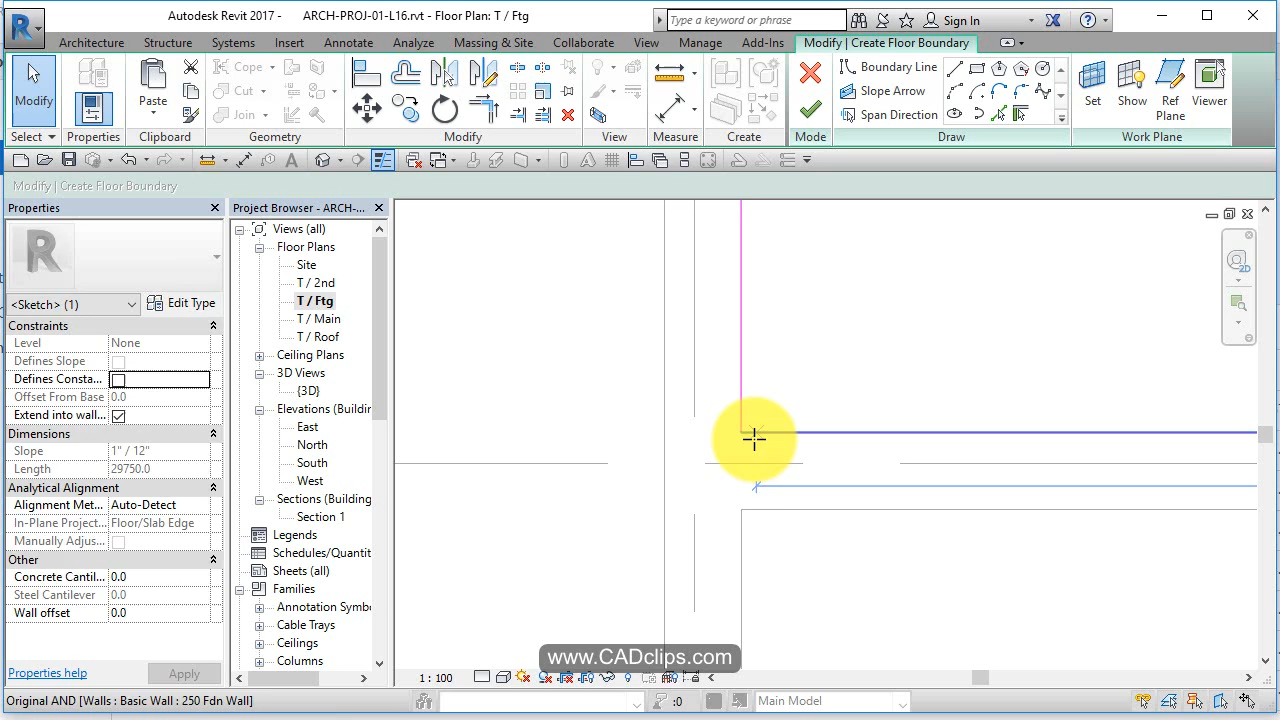 Autodesk Revit 2017 - ARCH-PROJ-01-L16.rvt - Floor Plan: T / Ftg
Type a keyword or phrase
Sign In
Architecture Structure Systems Insert Annotate Analyze Massing & Site Collaborate View Manage Add-Ins Modify | Create Floor Boundary
Modify
Paste
Cope
Cut
Join
Boundary Line
Slope Arrow
Span Direction
Set Show Ref Plane Viewer
Select Properties Clipboard Geometry Modify View Measure Create Mode Draw Work Plane
Modify | Create Floor Boundary
Properties
<Sketch> (1) Edit Type
Constraints
Level None
Defines Slope
Defines Consta...
Offset From Base 0.0
Extend into wall...
Dimensions
Slope 1" / 12"
Length 29750.0
Analytical Alignment
Alignment Met... Auto-Detect
In-Plane Project... Floor/Slab Edge
Manually Adjus...
Other
Concrete Cantil... 0.0
Steel Cantilever 0.0
Wall offset 0.0
Properties help Apply
Project Browser - ARCH-...
Views (all)
Floor Plans
Site
T / 2nd
T / Ftg
T / Main
T / Roof
Ceiling Plans
3D Views
{3D}
Elevations (Buildin
East
North
South
West
Sections (Building
Section 1
Legends
Schedules/Quantit
Sheets (all)
Families
Annotation Symb
Cable Trays
Ceilings
Columns
2D
www.CADclips.com
1 : 100
Original AND [Walls : Basic Wall : 250 Fdn Wall]
:0
Main Model